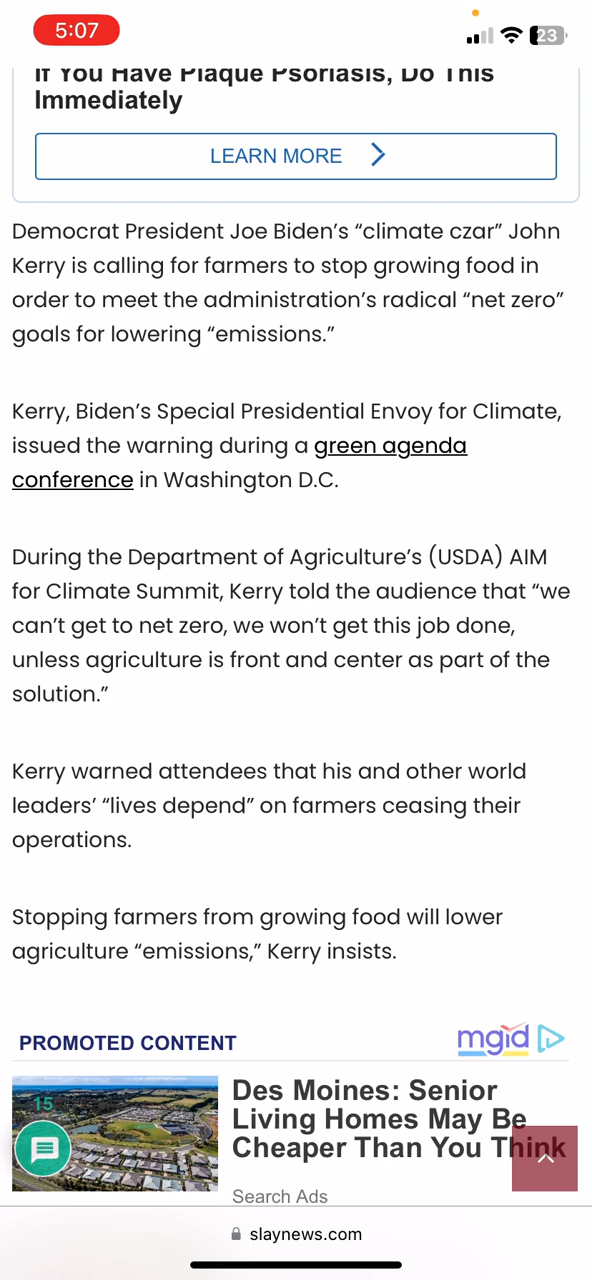 5:07
23
If You Have Plaque Psoriasis, Do This
Immediately
LEARN MORE
Democrat President Joe Biden’s “climate czar” John
Kerry is calling for farmers to stop growing food in
order to meet the administration’s radical “net zero”
goals for lowering “emissions.”
Kerry, Biden’s Special Presidential Envoy for Climate,
issued the warning during a green agenda
conference in Washington D.C.
During the Department of Agriculture’s (USDA) AIM
for Climate Summit, Kerry told the audience that “we
can’t get to net zero, we won’t get this job done,
unless agriculture is front and center as part of the
solution.”
Kerry warned attendees that his and other world
leaders’ “lives depend” on farmers ceasing their
operations.
Stopping farmers from growing food will lower
agriculture “emissions,” Kerry insists.
PROMOTED CONTENT
mgid
15
Des Moines: Senior
Living Homes May Be
Cheaper Than You Think
Search Ads
slaynews.com